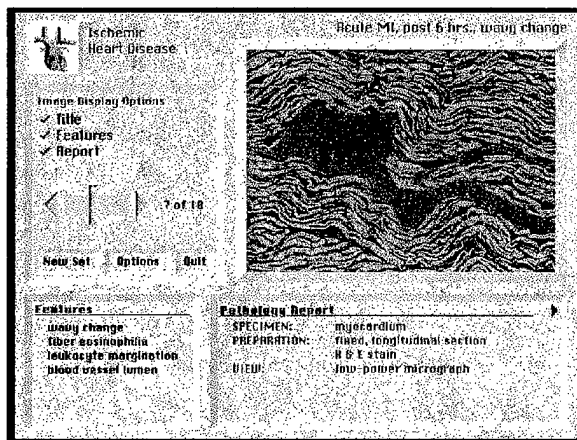 Ischemic
Heart Disease
Acute MI, post 6 hrs., wavy change
Image Display Options
✓ Title
✓ Features
✓ Report
7 of 18
New Set
Options
Quit
Features
wavy change
fiber eosinophilia
leukocyte margination
blood vessel lumen
Pathology Report
SPECIMEN: myocardium
PREPARATION: fixed, longitudinal section
H & E stain
VIEW: low-power micrograph